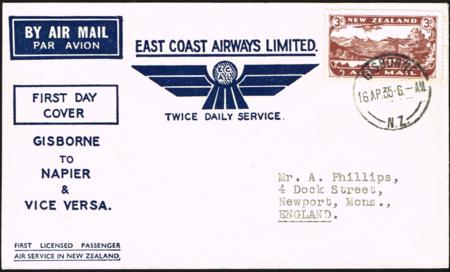 BY AIR MAIL
PAR AVION
EAST COAST AIRWAYS LIMITED.
TWICE DAILY SERVICE.
3D NEW ZEALAND 3D
AIR MAIL
GISBORNE
16 AP.35-6 - AM
N.Z.
FIRST DAY
COVER
GISBORNE
TO
NAPIER
&
VICE VERSA.
Mr. A. Phillips,
4 Dock Street,
Newport, Mons.,
ENGLAND.
FIRST LICENSED PASSENGER
AIR SERVICE IN NEW ZEALAND,